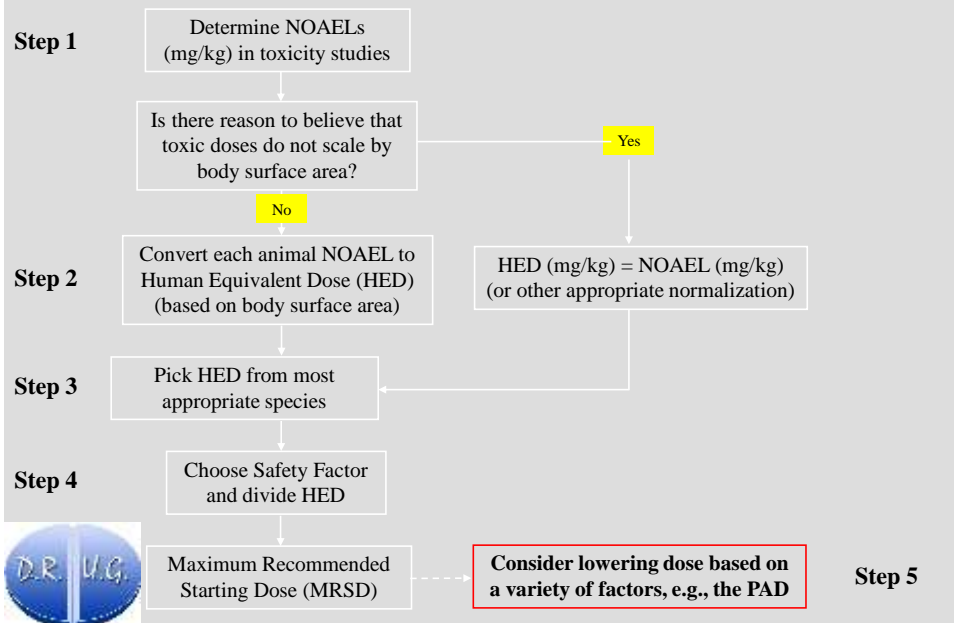 Step 1
Determine NOAELs
(mg/kg) in toxicity studies
Is there reason to believe that
toxic doses do not scale by
body surface area?
Yes
No
Step 2
Convert each animal NOAEL to
Human Equivalent Dose (HED)
(based on body surface area)
HED (mg/kg) = NOAEL (mg/kg)
(or other appropriate normalization)
Step 3
Pick HED from most
appropriate species
Step 4
Choose Safety Factor
and divide HED
D.R. U.G.
Maximum Recommended
Starting Dose (MRSD)
Consider lowering dose based on
a variety of factors, e.g., the PAD
Step 5